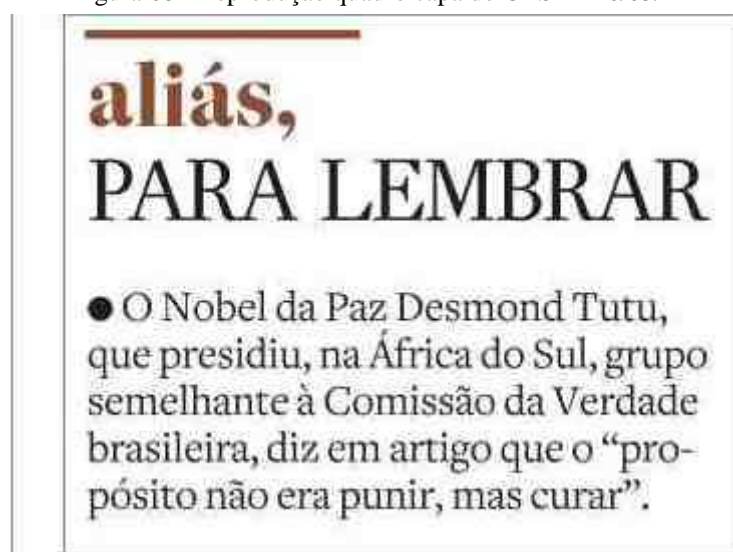 aliás,
PARA LEMBRAR
● O Nobel da Paz Desmond Tutu,
que presidiu, na África do Sul, grupo
semelhante à Comissão da Verdade
brasileira, diz em artigo que o “pro-
pósito não era punir, mas curar”.